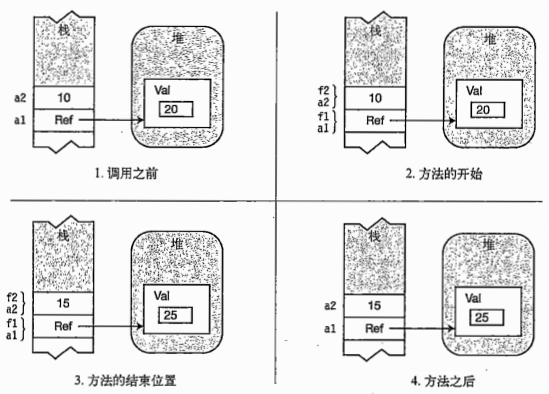 栈
堆
Val
a2
10
20
a1
Ref
1. 调用之前
栈
堆
f2
Val
a2
10
20
f1
Ref
a1
2. 方法的开始
栈
堆
f2
Val
a2
15
25
f1
Ref
a1
3. 方法的结束位置
栈
堆
Val
a2
15
25
a1
Ref
4. 方法之后